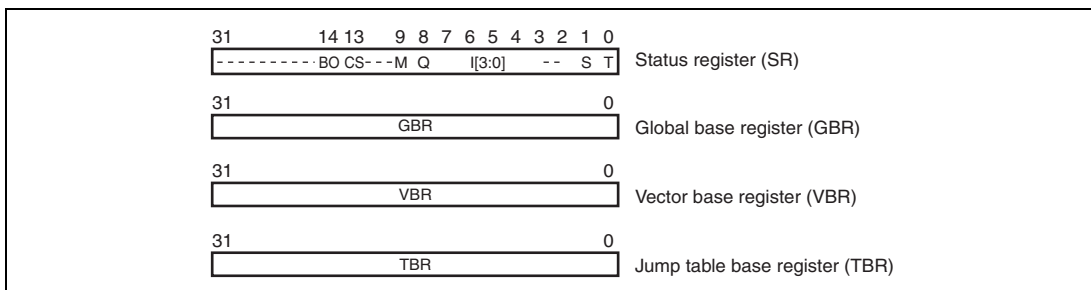 31 14 13 9 8 7 6 5 4 3 2 1 0
- - - - - - - - - - - BO CS - - - M Q I[3:0] - - S T Status register (SR)
31 0
GBR Global base register (GBR)
31 0
VBR Vector base register (VBR)
31 0
TBR Jump table base register (TBR)